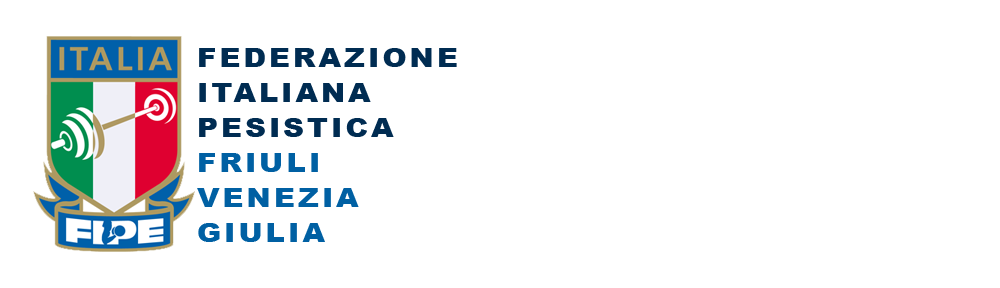 ITALIA
FIPE
FEDERAZIONE
ITALIANA
PESISTICA
FRIULI
VENEZIA
GIULIA